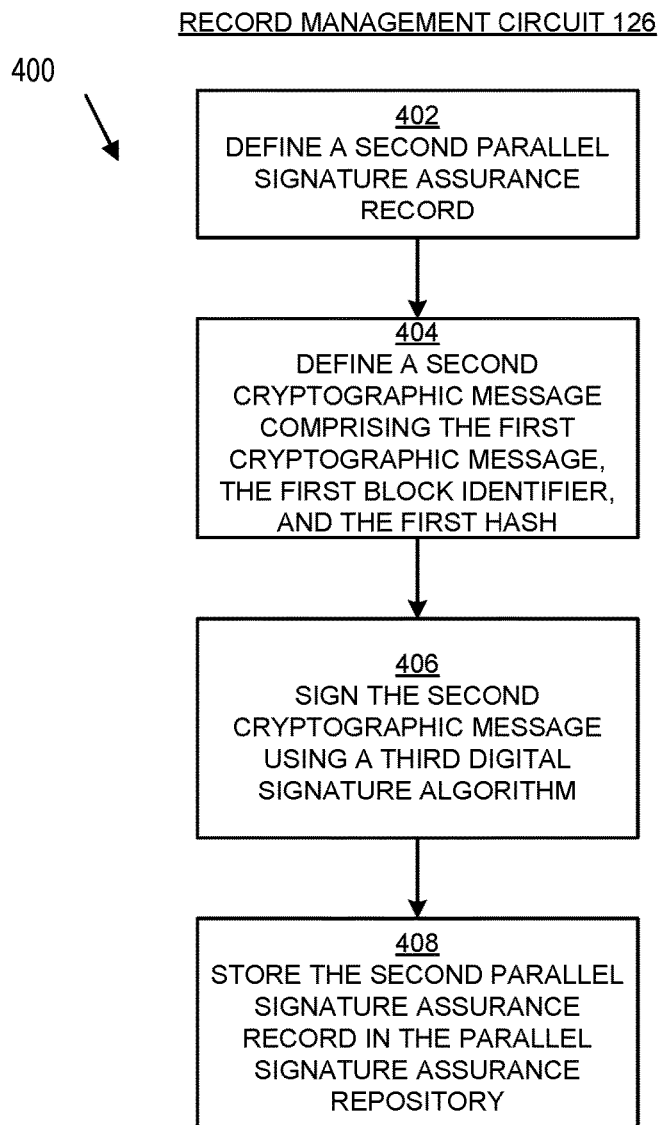 RECORD MANAGEMENT CIRCUIT 126
400
402
DEFINE A SECOND PARALLEL
SIGNATURE ASSURANCE
RECORD
404
DEFINE A SECOND
CRYPTOGRAPHIC MESSAGE
COMPRISING THE FIRST
CRYPTOGRAPHIC MESSAGE,
THE FIRST BLOCK IDENTIFIER,
AND THE FIRST HASH
406
SIGN THE SECOND
CRYPTOGRAPHIC MESSAGE
USING A THIRD DIGITAL
SIGNATURE ALGORITHM
408
STORE THE SECOND PARALLEL
SIGNATURE ASSURANCE
RECORD IN THE PARALLEL
SIGNATURE ASSURANCE
REPOSITORY